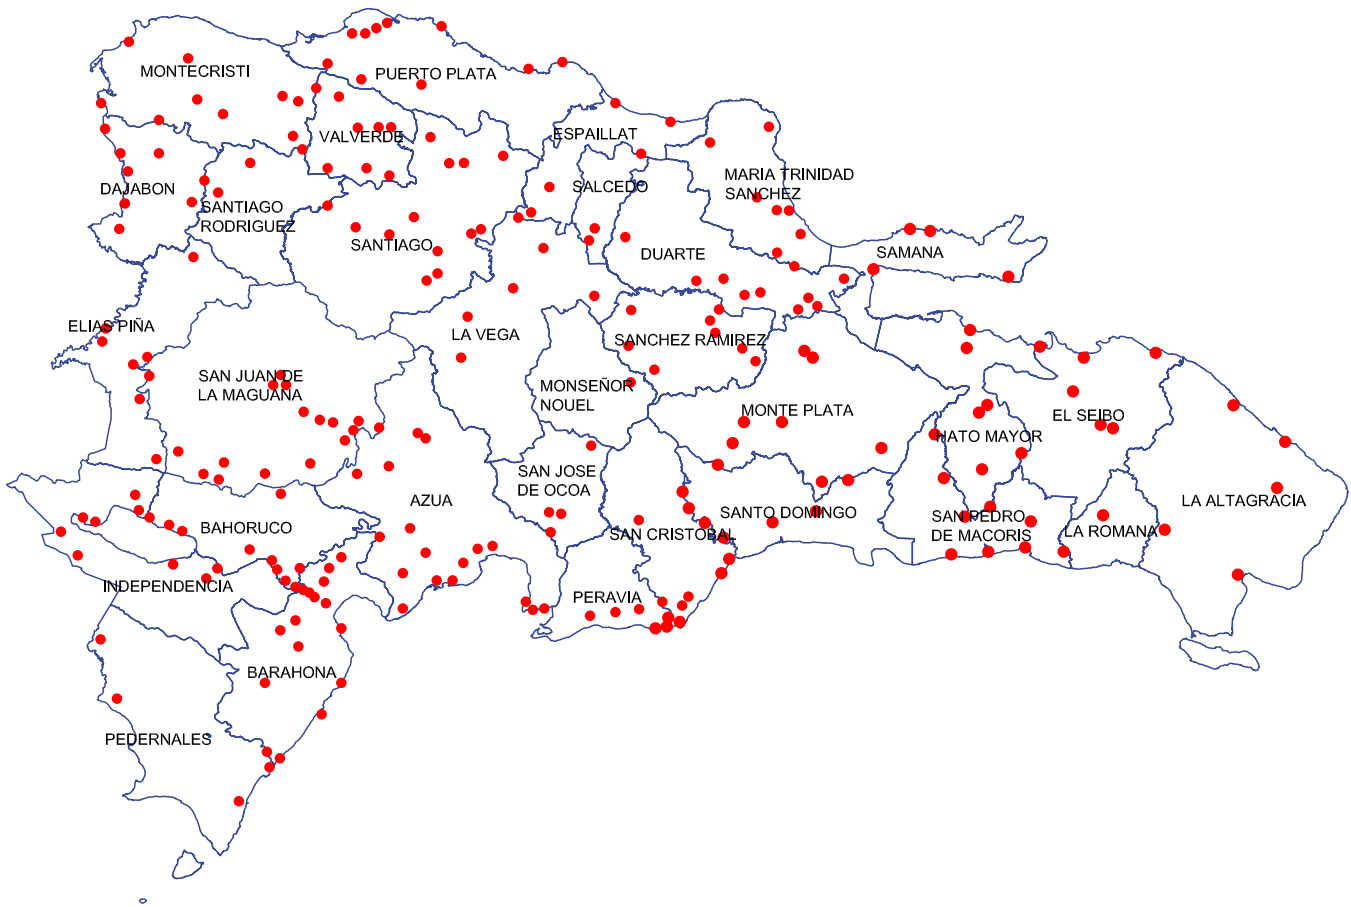 MONTECRISTI
PUERTO PLATA
VALVERDE
ESPAILLAT
DAJABON
SANTIAGO
RODRIGUEZ
SALCEDO
MARIA TRINIDAD
SANCHEZ
SANTIAGO
DUARTE
SAMANA
ELIAS PIÑA
LA VEGA
SANCHEZ RAMIREZ
SAN JUAN DE
LA MAGUANA
MONSEÑOR
NOUEL
MONTE PLATA
EL SEIBO
HATO MAYOR
SAN JOSE
DE OCOA
AZUA
LA ALTAGRACIA
BAHORUCO
SANTO DOMINGO
SAN PEDRO
DE MACORIS
LA ROMANA
SAN CRISTOBAL
INDEPENDENCIA
PERAVIA
BARAHONA
PEDERNALES